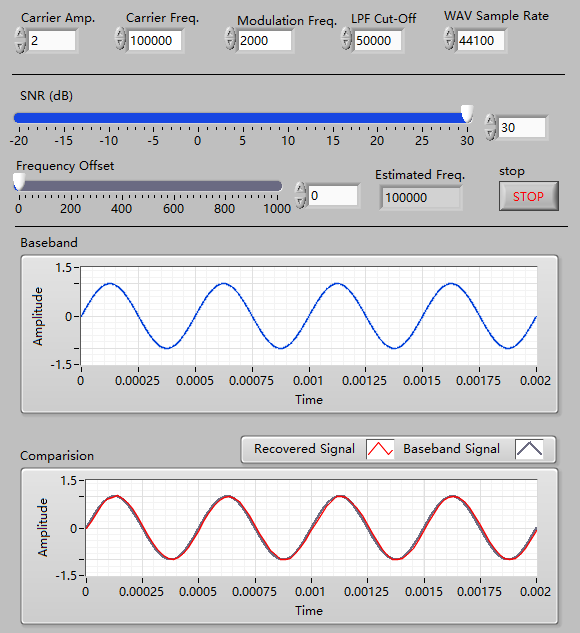 Carrier Amp. Carrier Freq. Modulation Freq. LPF Cut-Off WAV Sample Rate
2 100000 2000 50000 44100
SNR (dB)
-20 -15 -10 -5 0 5 10 15 20 25 30
30
Frequency Offset
0 200 400 600 800 1000
0
Estimated Freq.
100000
stop
STOP
Baseband
Amplitude
1.5
0
-1.5
0 0.00025 0.0005 0.00075 0.001 0.00125 0.0015 0.00175 0.002
Time
Comparision
Recovered Signal Baseband Signal
Amplitude
1.5
0
-1.5
0 0.00025 0.0005 0.00075 0.001 0.00125 0.0015 0.00175 0.002
Time